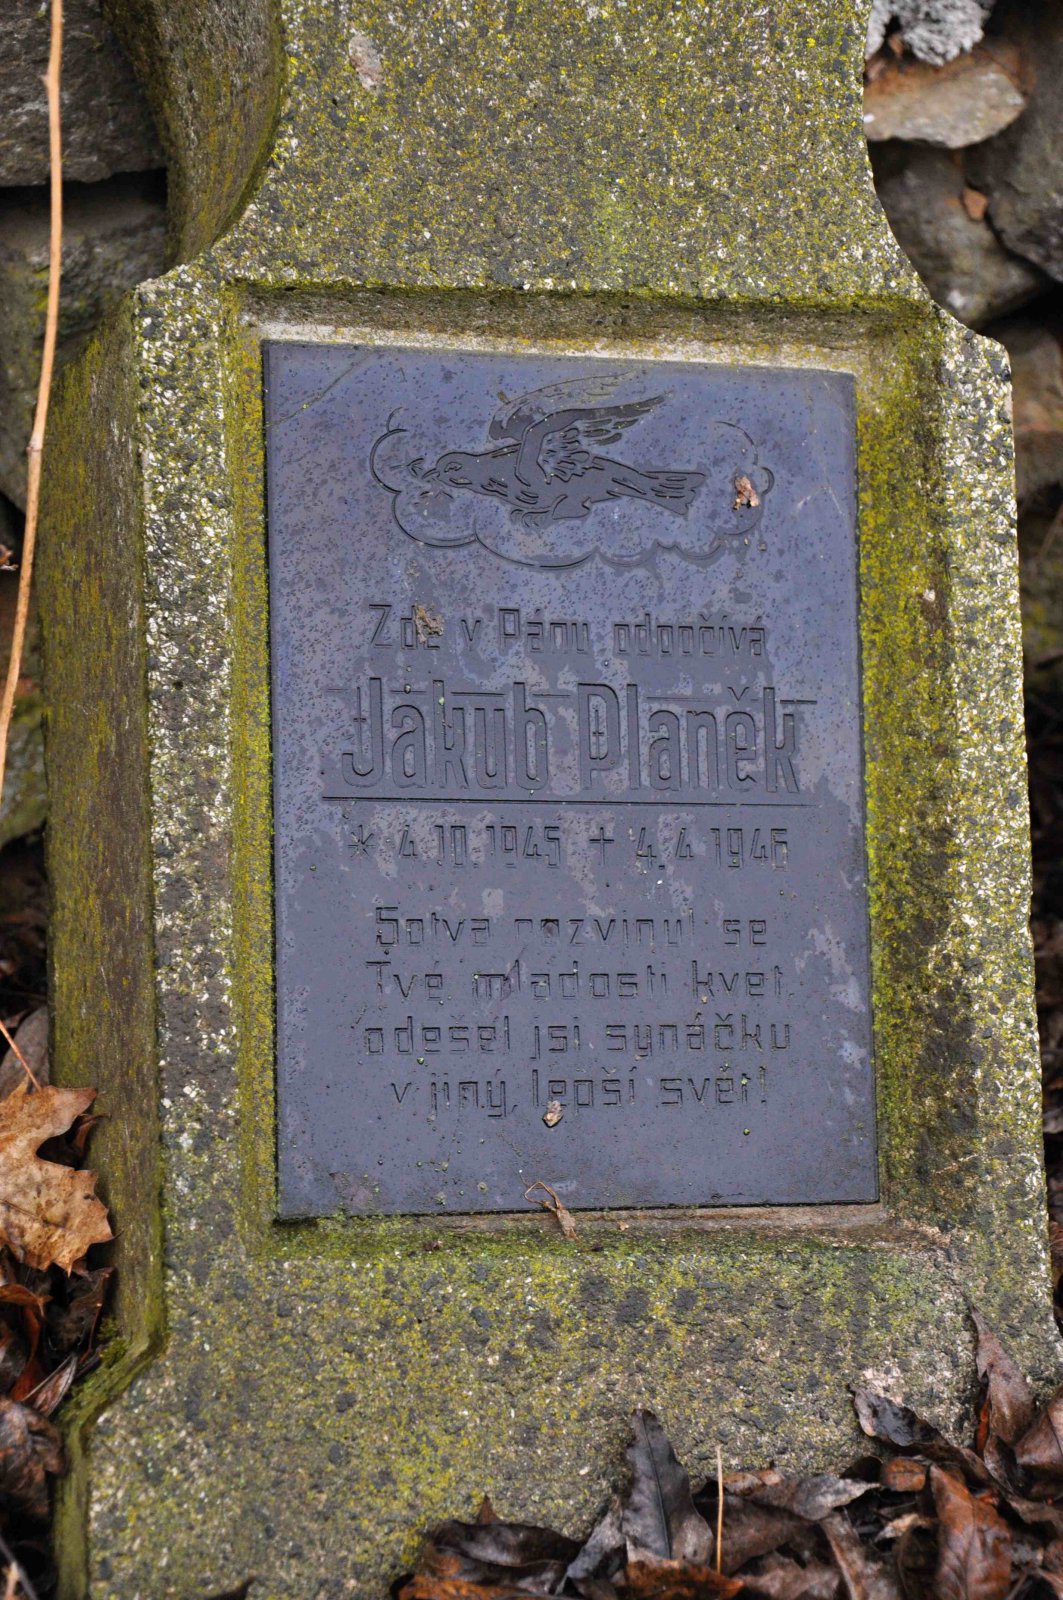 Zde v Pánu odpočívá
Jakub Planěk
* 4.10.1945 + 4.4.1946
Sotva rozvinul se
Tvé mladosti květ,
odešel jsi synáčku
v jiný, lepší svět!